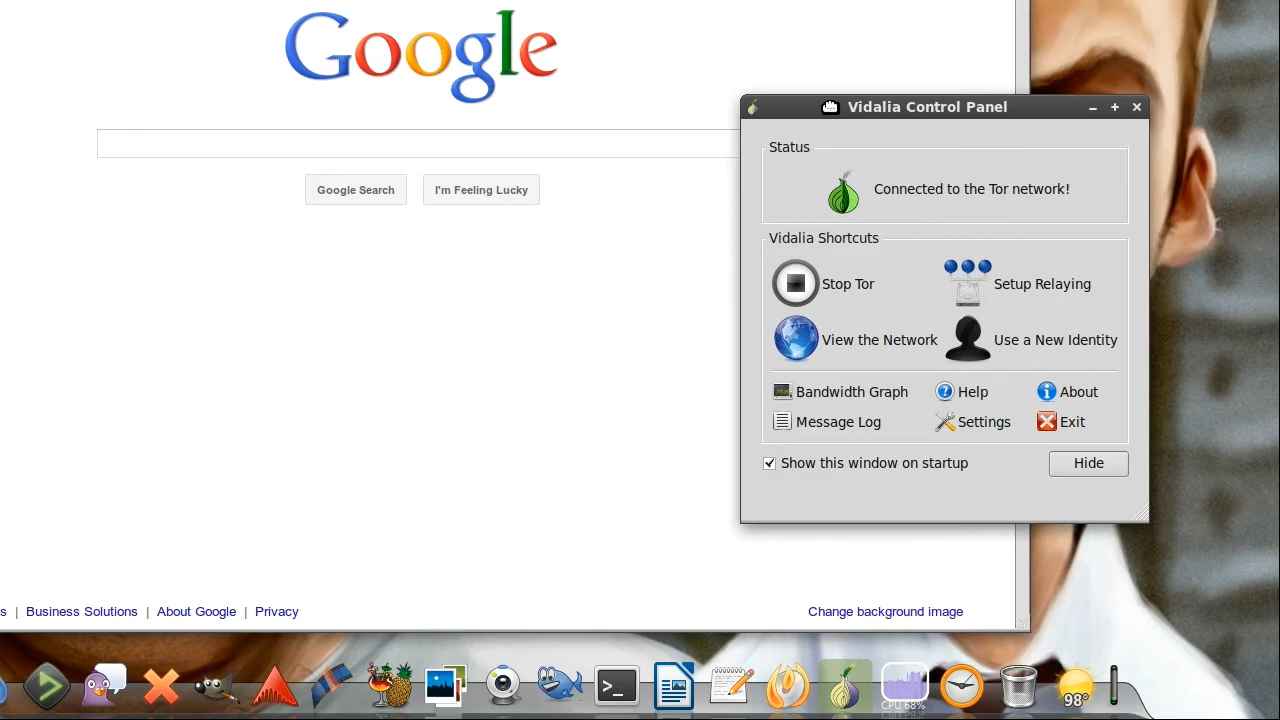 Google
Google Search
I'm Feeling Lucky
Vidalia Control Panel
Status
Connected to the Tor network!
Vidalia Shortcuts
Stop Tor
Setup Relaying
View the Network
Use a New Identity
Bandwidth Graph
Help
About
Message Log
Settings
Exit
Show this window on startup
Hide
s | Business Solutions | About Google | Privacy
Change background image
>_
CPU 68%
98°